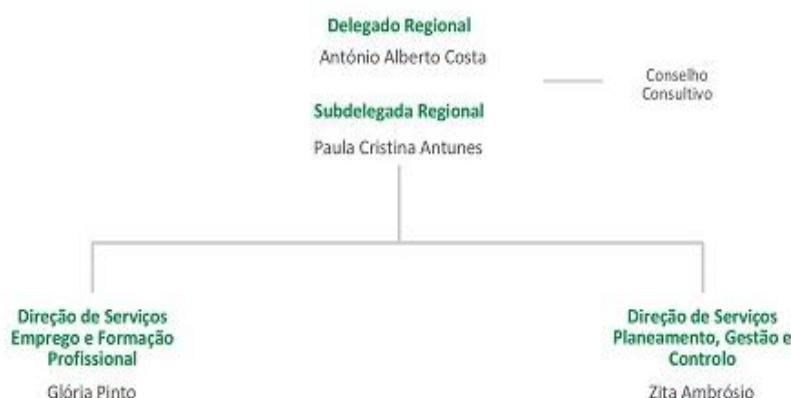 Delegado Regional
António Alberto Costa
Conselho
Consultivo
Subdelegada Regional
Paula Cristina Antunes
Direção de Serviços
Emprego e Formação
Profissional
Glória Pinto
Direção de Serviços
Planeamento, Gestão e
Controlo
Zita Ambrósio